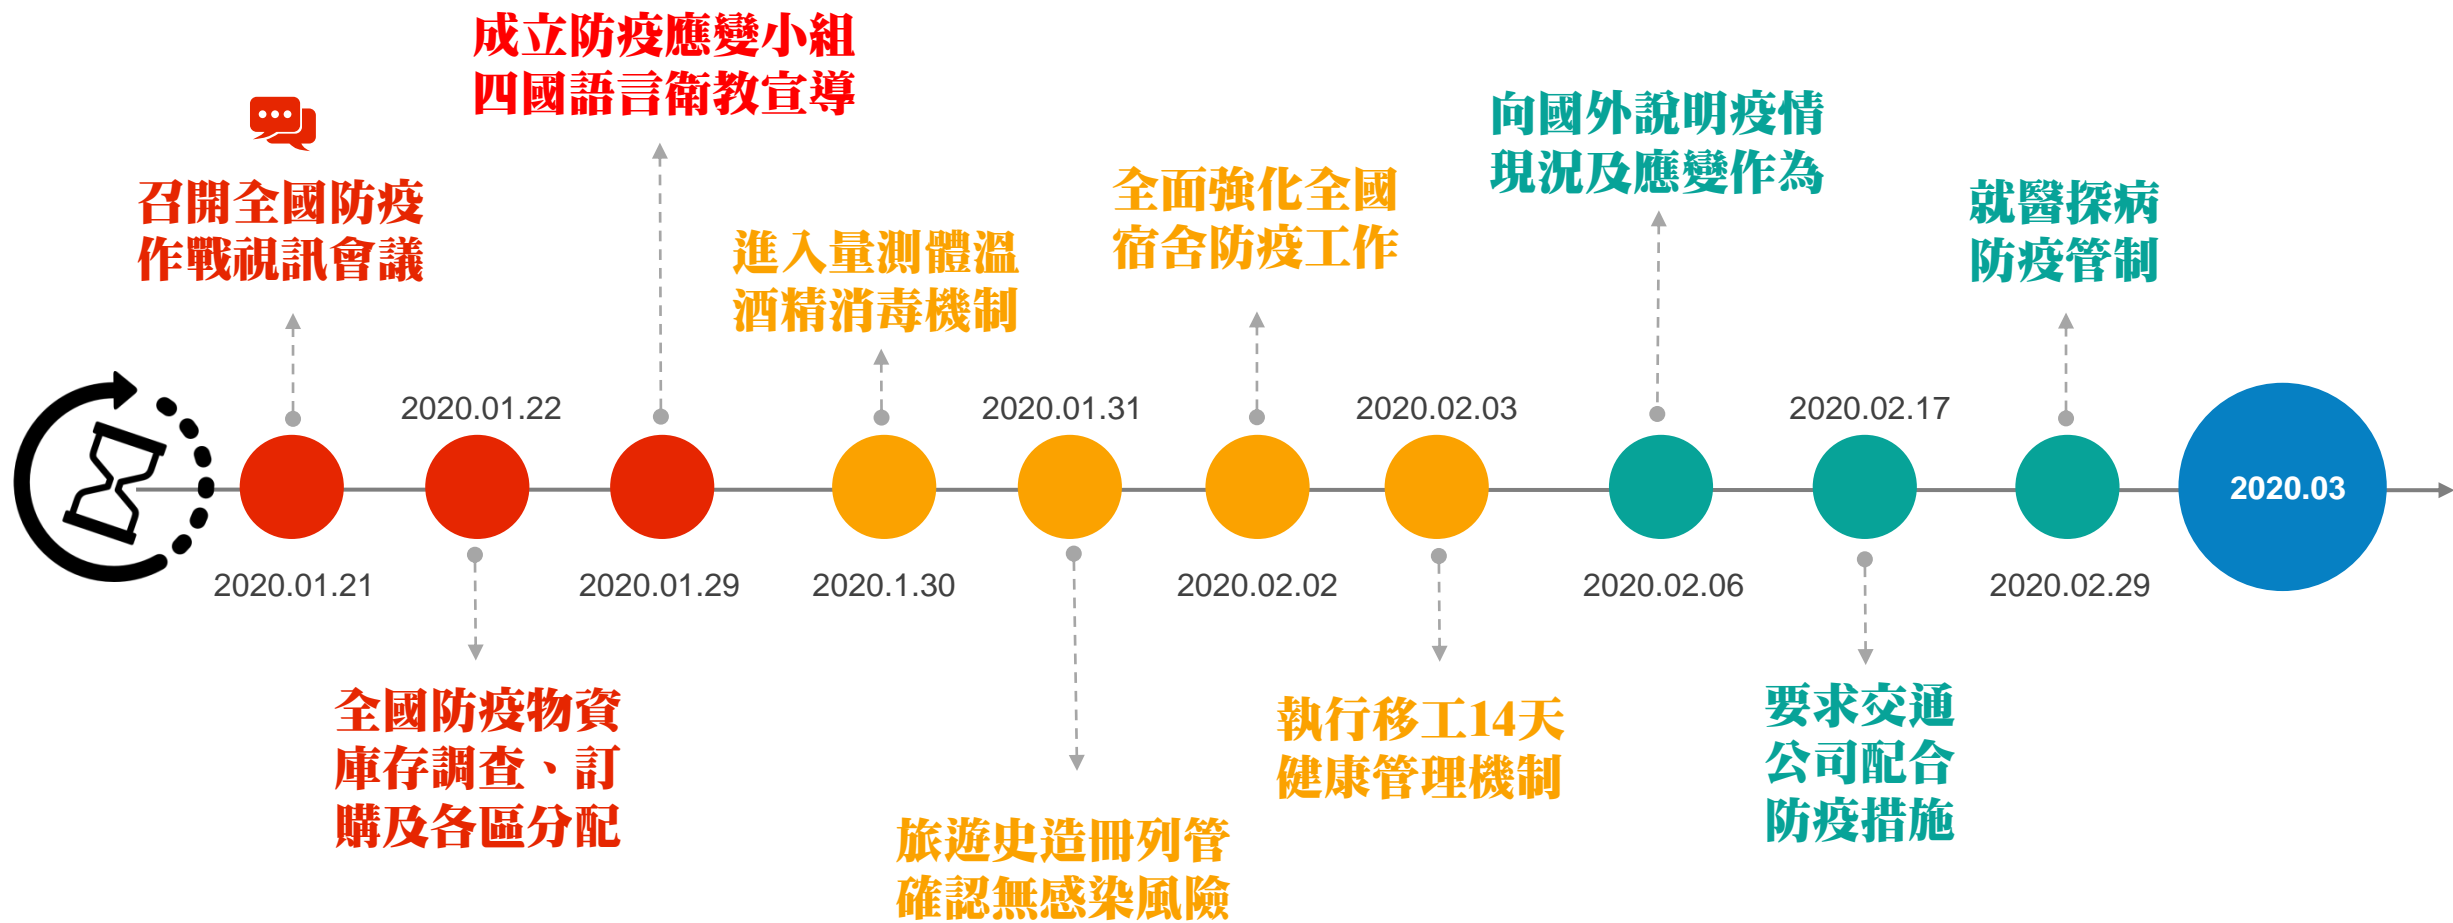 成立防疫應變小組
四國語言衛教宣導
召開全國防疫
作戰視訊會議
進入量測體溫
酒精消毒機制
全面強化全國
宿舍防疫工作
向國外說明疫情
現況及應變作為
就醫探病
防疫管制
2020.01.22
2020.01.31
2020.02.03
2020.02.17
2020.03
2020.01.21
2020.01.29
2020.1.30
2020.02.02
2020.02.06
2020.02.29
全國防疫物資
庫存調查、訂
購及各區分配
旅遊史造冊列管
確認無感染風險
執行移工14天
健康管理機制
要求交通
公司配合
防疫措施